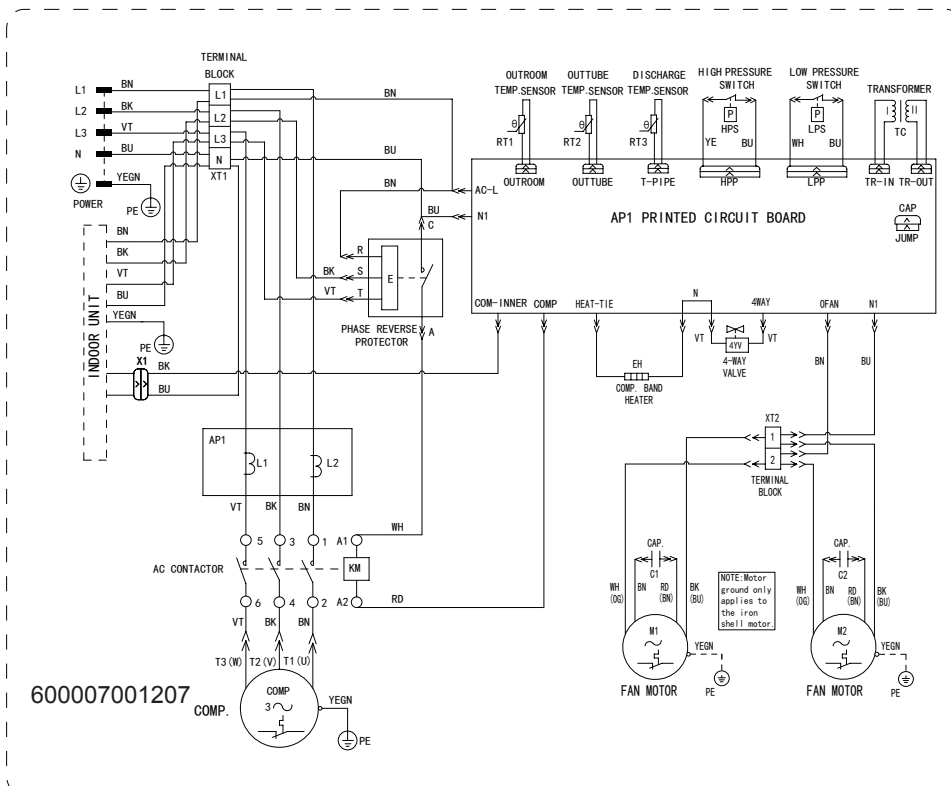 TERMINAL
BLOCK
L1 BN
L2 BK
L3 VT
N BU
YEGN
POWER
PE
L1
L2
L3
N
XT1
BN
BU
BN
BU
C
R
BK S
VT T
E
PHASE REVERSE
PROTECTOR
A
OUTROOM
TEMP.SENSOR
OUTTUBE
TEMP.SENSOR
DISCHARGE
TEMP.SENSOR
HIGH PRESSURE
SWITCH
LOW PRESSURE
SWITCH
TRANSFORMER
θ
RT1
θ
RT2
θ
RT3
P
HPS
YE BU
P
LPS
WH BU
I II
TC
OUTROOM
OUTTUBE
T-PIPE
HPP
LPP
TR-IN
TR-OUT
AC-L
N1
AP1 PRINTED CIRCUIT BOARD
CAP
JUMP
COM-INNER
COMP
HEAT-TIE
N
4WAY
OFAN
N1
VT
4YV
VT
4-WAY
VALVE
BN
BU
EH
COMP. BAND
HEATER
INDOOR UNIT
BN
BK
VT
BU
YEGN
PE
X1
BK
BU
AP1
L1
L2
VT
BK
BN
WH
5
3
1
A1
AC CONTACTOR
KM
6
4
2
A2
RD
VT
BK
BN
T3(W)
T2(V)
T1(U)
600007001207
COMP.
COMP
3
YEGN
PE
XT2
1
2
TERMINAL
BLOCK
CAP.
C1
WH
(OG)
BN
RD
(BN)
BK
(BU)
M1
YEGN
PE
FAN MOTOR
NOTE:Motor
ground only
applies to
the iron
shell motor.
CAP.
C2
WH
(OG)
BN
RD
(BN)
BK
(BU)
M2
YEGN
PE
FAN MOTOR